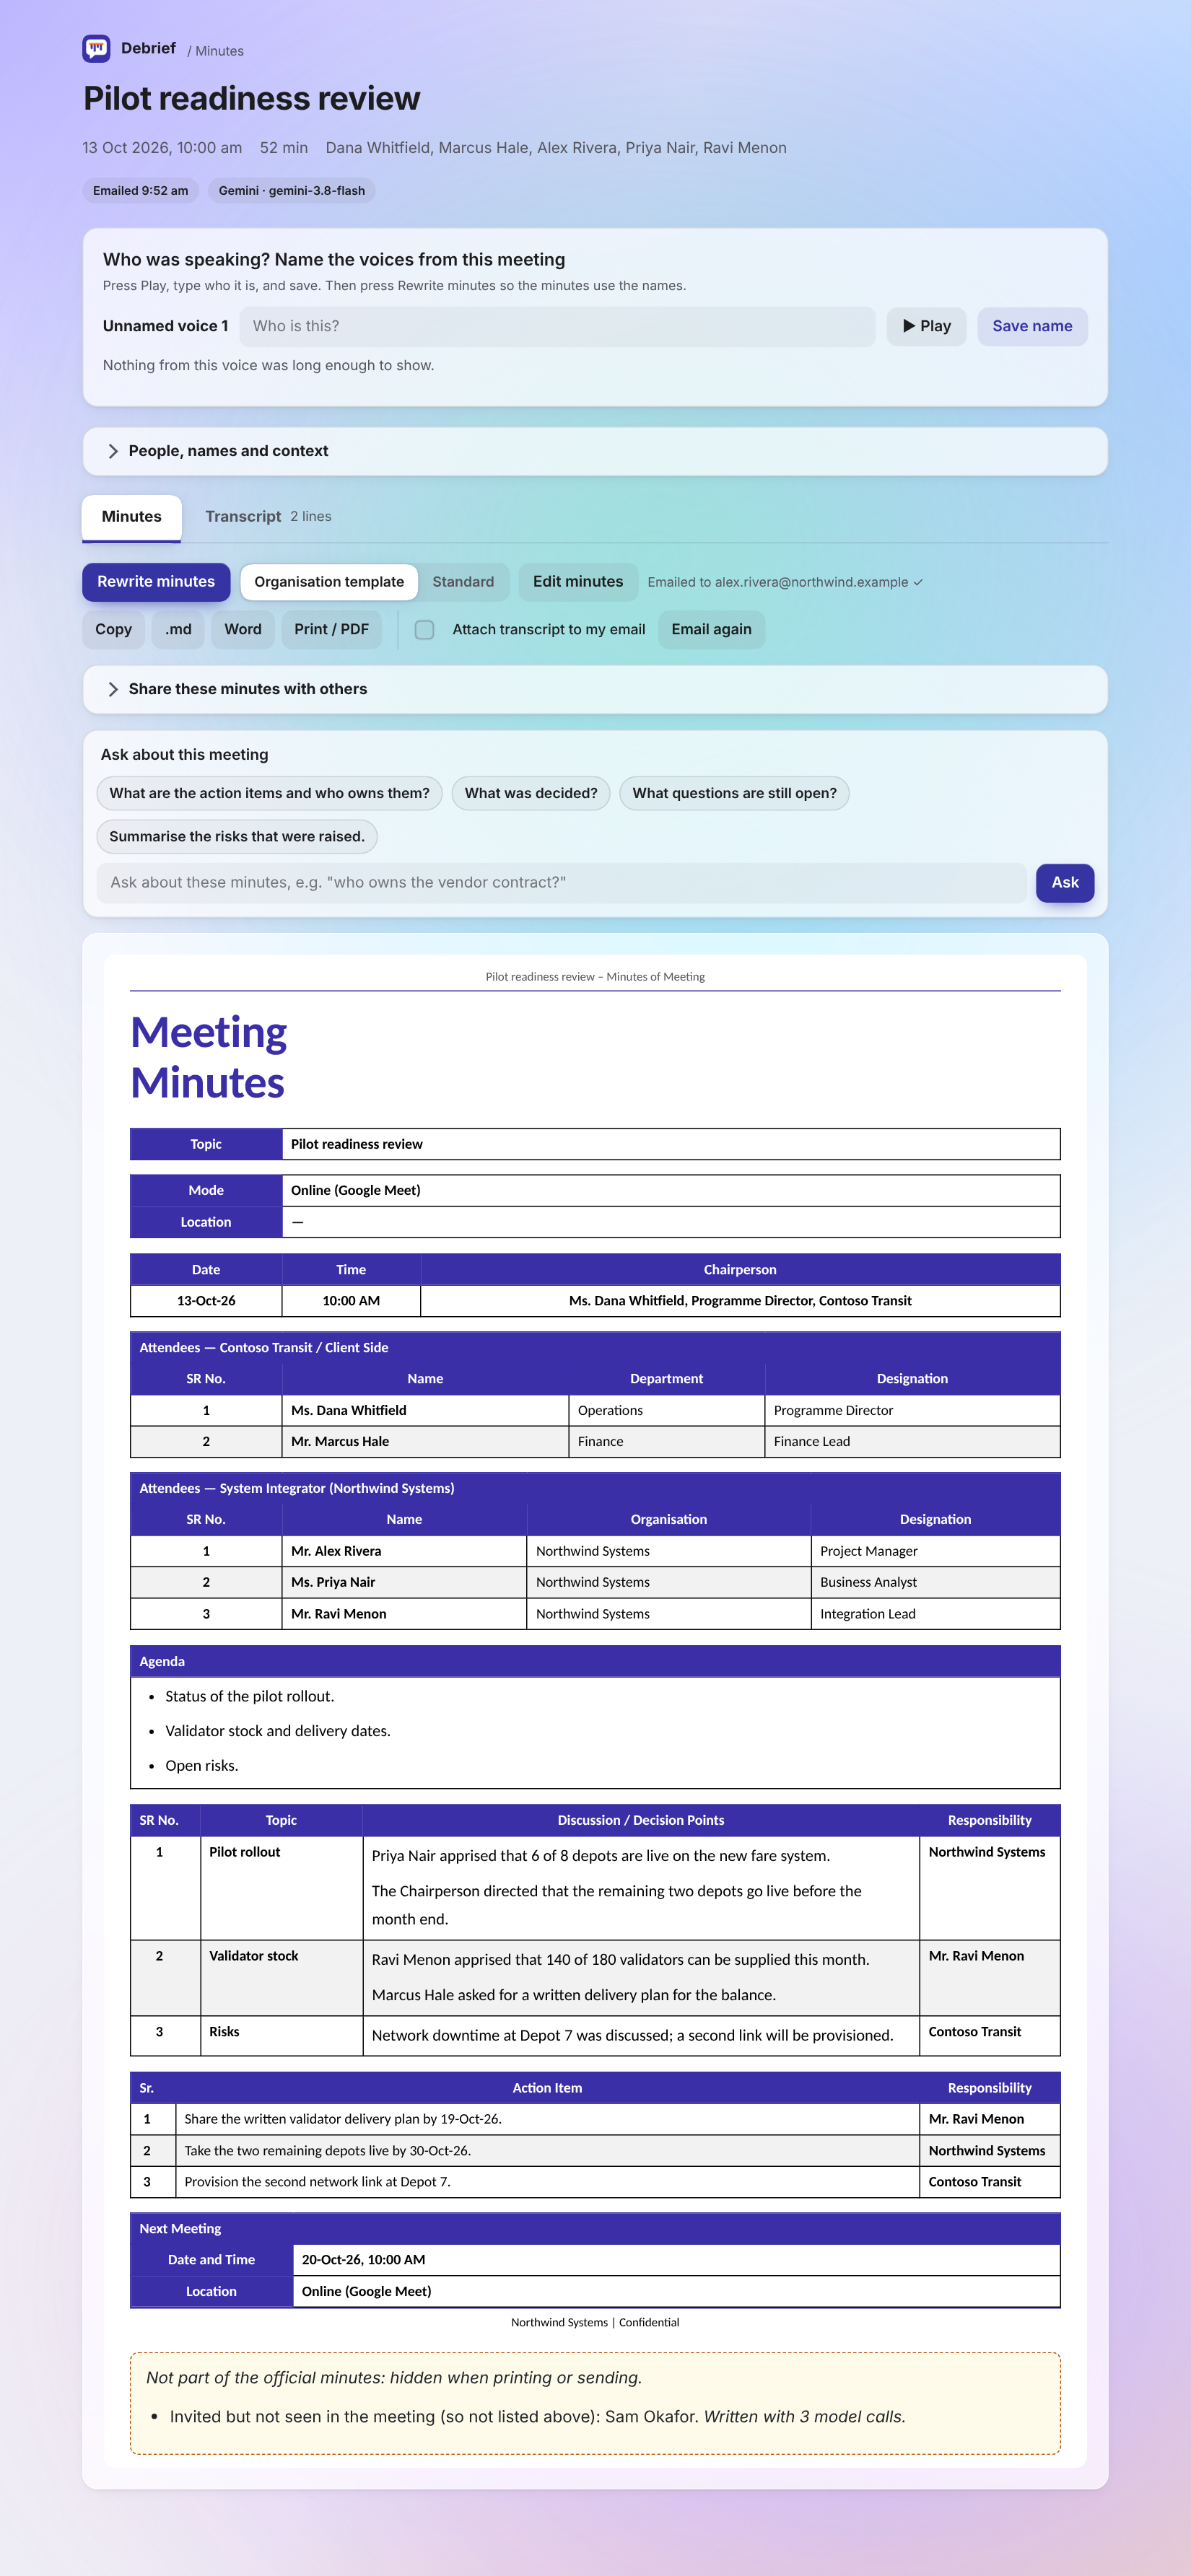 Debrief / Minutes
Pilot readiness review
13 Oct 2026, 10:00 am 52 min Dana Whitfield, Marcus Hale, Alex Rivera, Priya Nair, Ravi Menon
Emailed 9:52 am Gemini · gemini-3.8-flash
Who was speaking? Name the voices from this meeting
Press Play, type who it is, and save. Then press Rewrite minutes so the minutes use the names.
Unnamed voice 1 Who is this? ▶ Play Save name
Nothing from this voice was long enough to show.
People, names and context
Minutes Transcript 2 lines
Rewrite minutes Organisation template Standard Edit minutes Emailed to alex.rivera@northwind.example ✓
Copy .md Word Print / PDF Attach transcript to my email Email again
Share these minutes with others
Ask about this meeting
What are the action items and who owns them? What was decided? What questions are still open?
Summarise the risks that were raised.
Ask about these minutes, e.g. "who owns the vendor contract?" Ask
Pilot readiness review – Minutes of Meeting
Meeting
Minutes
Topic Pilot readiness review
Mode Online (Google Meet)
Location —
Date Time Chairperson
13-Oct-26 10:00 AM Ms. Dana Whitfield, Programme Director, Contoso Transit
Attendees — Contoso Transit / Client Side
SR No. Name Department Designation
1 Ms. Dana Whitfield Operations Programme Director
2 Mr. Marcus Hale Finance Finance Lead
Attendees — System Integrator (Northwind Systems)
SR No. Name Organisation Designation
1 Mr. Alex Rivera Northwind Systems Project Manager
2 Ms. Priya Nair Northwind Systems Business Analyst
3 Mr. Ravi Menon Northwind Systems Integration Lead
Agenda
• Status of the pilot rollout.
• Validator stock and delivery dates.
• Open risks.
SR No. Topic Discussion / Decision Points Responsibility
1 Pilot rollout Priya Nair apprised that 6 of 8 depots are live on the new fare system. Northwind Systems
The Chairperson directed that the remaining two depots go live before the
month end.
2 Validator stock Ravi Menon apprised that 140 of 180 validators can be supplied this month. Mr. Ravi Menon
Marcus Hale asked for a written delivery plan for the balance.
3 Risks Network downtime at Depot 7 was discussed; a second link will be provisioned. Contoso Transit
Sr. Action Item Responsibility
1 Share the written validator delivery plan by 19-Oct-26. Mr. Ravi Menon
2 Take the two remaining depots live by 30-Oct-26. Northwind Systems
3 Provision the second network link at Depot 7. Contoso Transit
Next Meeting
Date and Time 20-Oct-26, 10:00 AM
Location Online (Google Meet)
Northwind Systems | Confidential
Not part of the official minutes: hidden when printing or sending.
• Invited but not seen in the meeting (so not listed above): Sam Okafor. Written with 3 model calls.